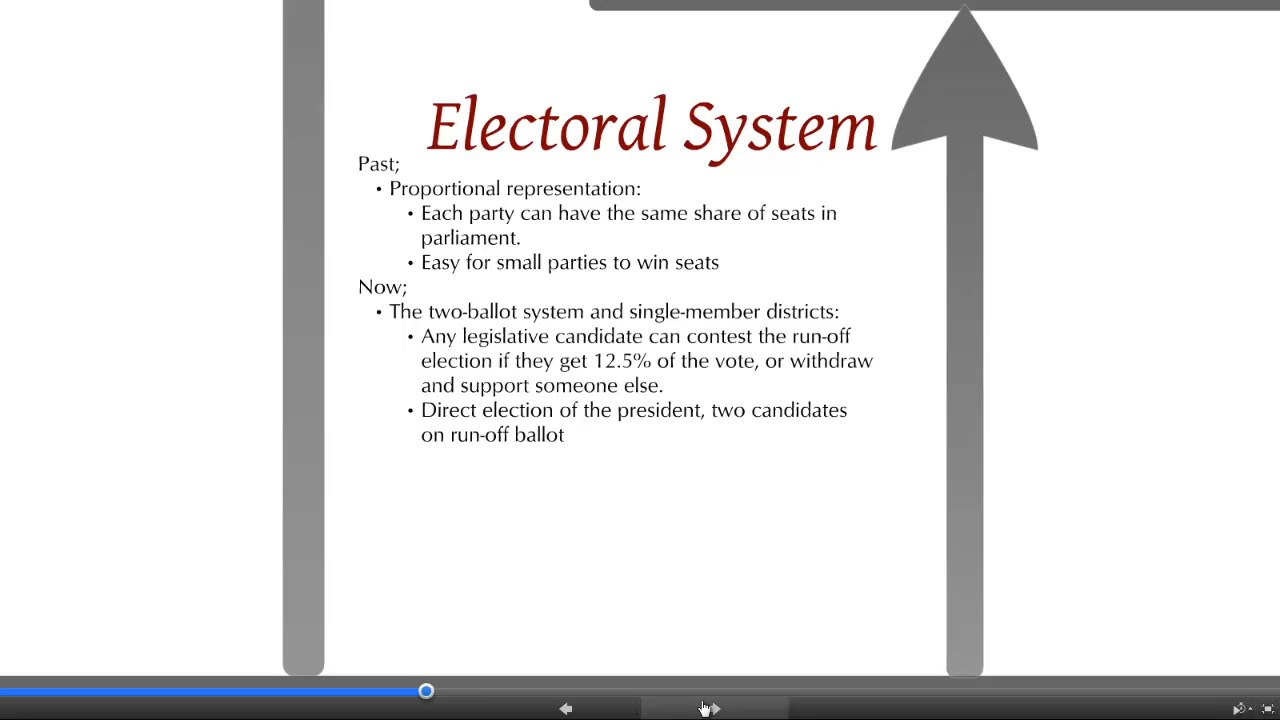 Electoral System
Past;
• Proportional representation:
• Each party can have the same share of seats in
parliament.
• Easy for small parties to win seats
Now;
• The two-ballot system and single-member districts:
• Any legislative candidate can contest the run-off
election if they get 12.5% of the vote, or withdraw
and support someone else.
• Direct election of the president, two candidates
on run-off ballot